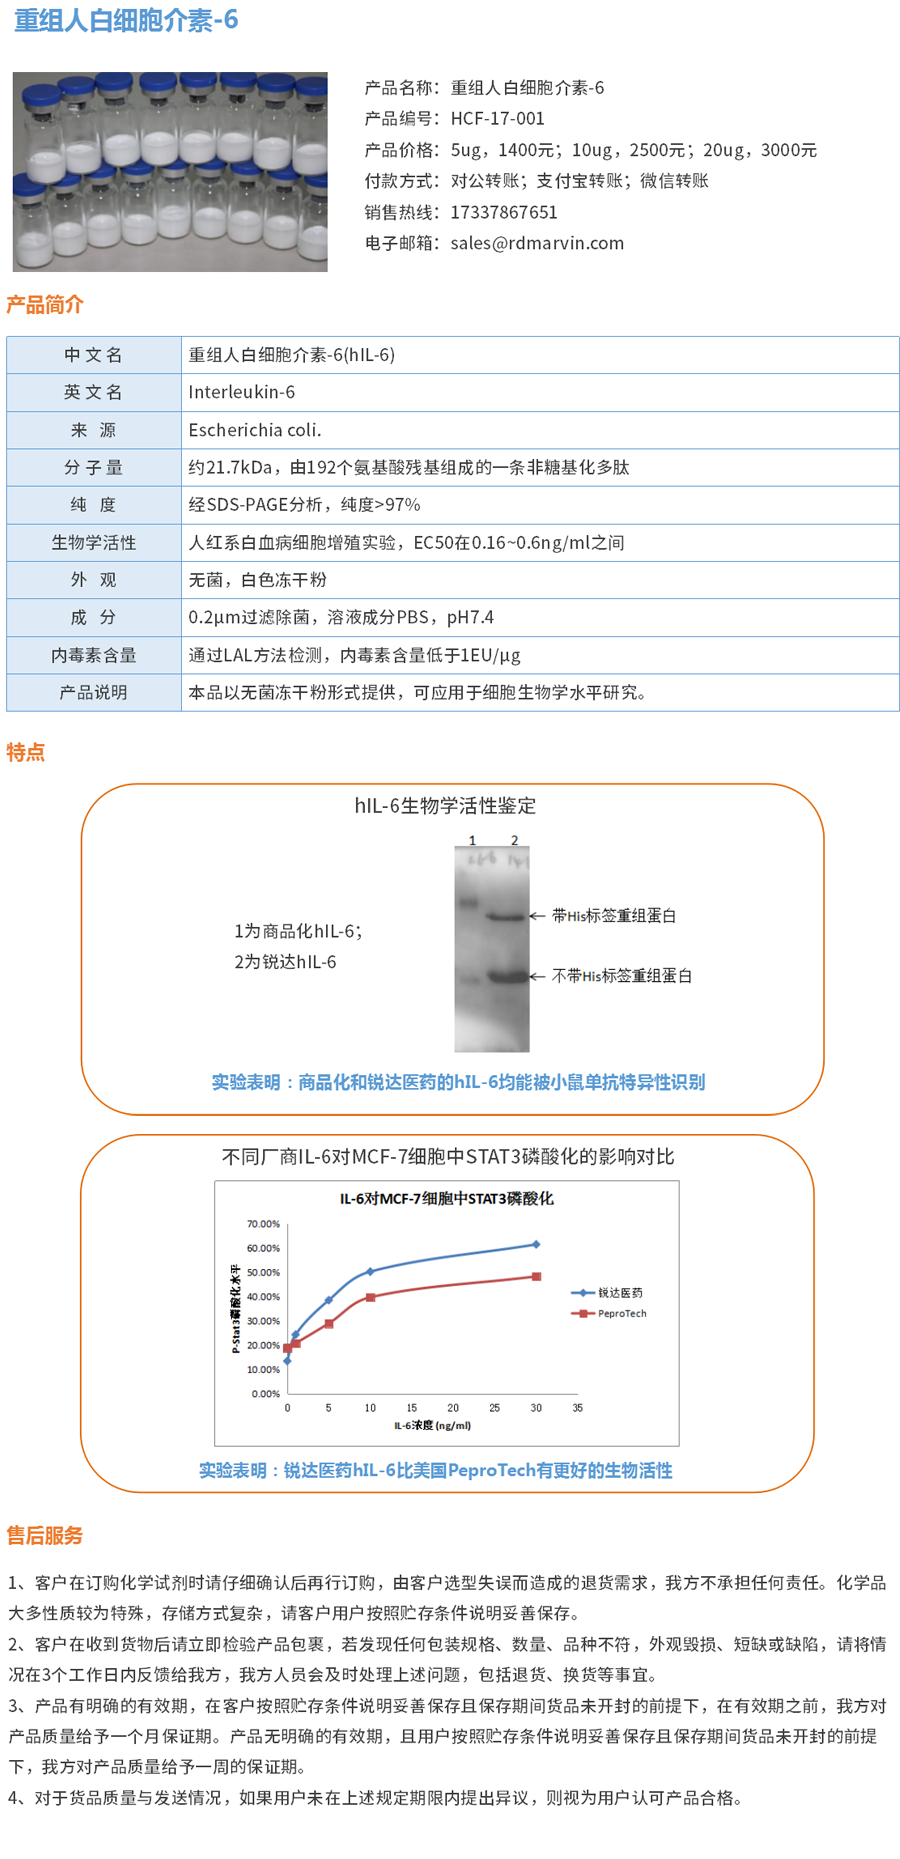 重组人白细胞介素-6
产品名称：重组人白细胞介素-6
产品编号：HCF-17-001
产品价格：5ug，1400元；10ug，2500元；20ug，3000元
付款方式：对公转账；支付宝转账；微信转账
销售热线：17337867651
电子邮箱：sales@rdmarvin.com
产品简介
中文名 重组人白细胞介素-6(hIL-6)
英文名 Interleukin-6
来 源 Escherichia coli.
分子量 约21.7kDa，由192个氨基酸残基组成的一条非糖基化多肽
纯 度 经SDS-PAGE分析，纯度>97%
生物学活性 人红系白血病细胞增殖实验，EC50在0.16~0.6ng/ml之间
外 观 无菌，白色冻干粉
成 分 0.2μm过滤除菌，溶液成分PBS，pH7.4
内毒素含量 通过LAL方法检测，内毒素含量低于1EU/μg
产品说明 本品以无菌冻干粉形式提供，可应用于细胞生物学水平研究。
特点
hIL-6生物学活性鉴定
1 2
带His标签重组蛋白
1为商品化hIL-6；
2为锐达hIL-6
不带His标签重组蛋白
实验表明：商品化和锐达医药的hIL-6均能被小鼠单抗特异性识别
不同厂商IL-6对MCF-7细胞中STAT3磷酸化的影响对比
IL-6对MCF-7细胞中STAT3磷酸化
70.00%
60.00%
50.00%
40.00%
30.00%
20.00%
10.00%
0.00%
P-Stat3磷酸化水平
锐达医药
PeproTech
0 5 10 15 20 25 30 35
IL-6浓度 (ng/ml)
实验表明：锐达医药hIL-6比美国PeproTech有更好的生物活性
售后服务
1、客户在订购化学试剂时请仔细确认后再行订购，由客户选型失误而造成的退货需求，我方不承担任何责任。化学品
大多性质较为特殊，存储方式复杂，请客户用户按照贮存条件说明妥善保存。
2、客户在收到货物后请立即检验产品包裹，若发现任何包装规格、数量、品种不符，外观毁损、短缺或缺陷，请将情
况在3个工作日内反馈给我方，我方人员会及时处理上述问题，包括退货、换货等事宜。
3、产品有明确的有效期，在客户按照贮存条件说明妥善保存且保存期间货品未开封的前提下，在有效期之前，我方对
产品质量给予一个月保证期。产品无明确的有效期，且用户按照贮存条件说明妥善保存且保存期间货品未开封的前提
下，我方对产品质量给予一周的保证期。
4、对于货品质量与发送情况，如果用户未在上述规定期限内提出异议，则视为用户认可产品合格。